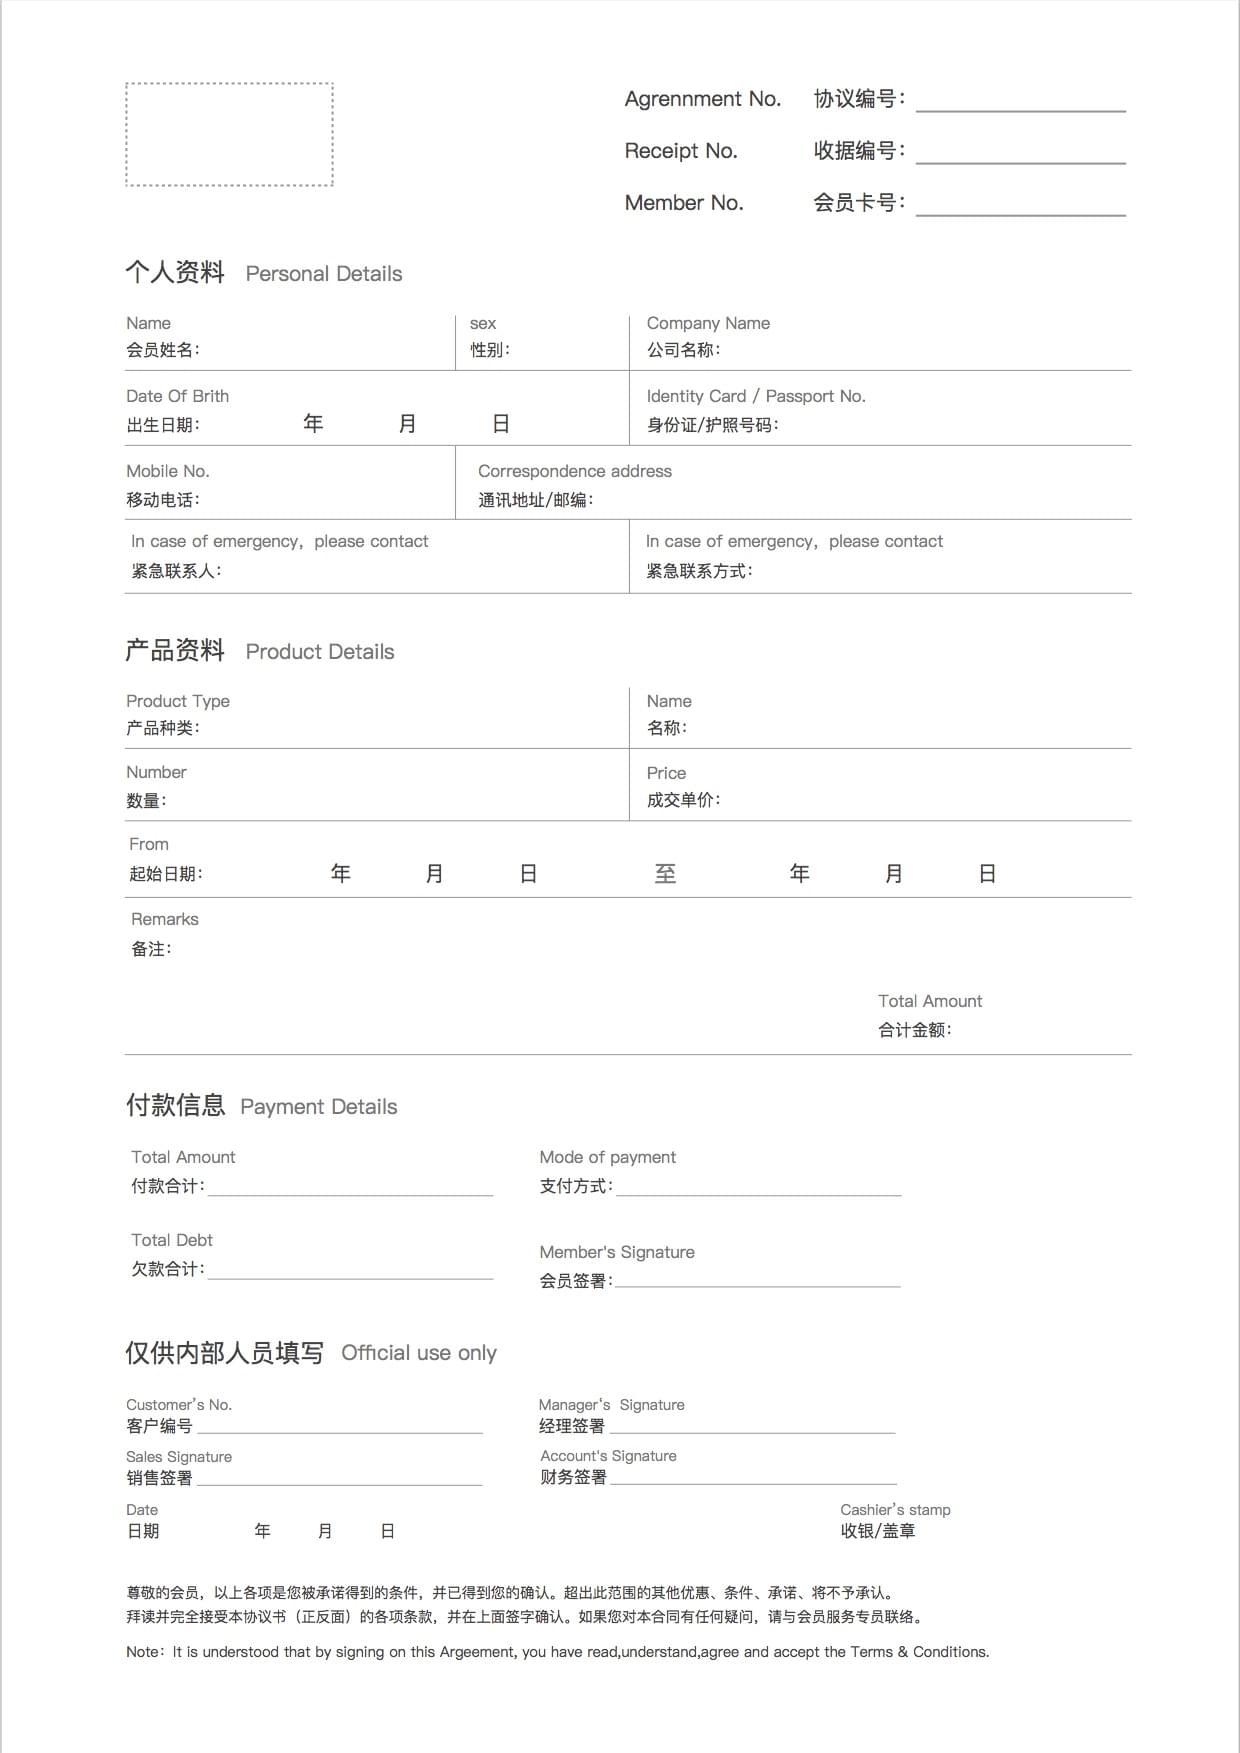 Agrennment No. 协议编号：
Receipt No. 收据编号：
Member No. 会员卡号：
个人资料 Personal Details
Name sex Company Name
会员姓名： 性别： 公司名称：
Date Of Brith Identity Card / Passport No.
出生日期： 年 月 日 身份证/护照号码：
Mobile No. Correspondence address
移动电话： 通讯地址/邮编：
In case of emergency，please contact In case of emergency，please contact
紧急联系人： 紧急联系方式：
产品资料 Product Details
Product Type Name
产品种类： 名称：
Number Price
数量： 成交单价：
From
起始日期： 年 月 日 至 年 月 日
Remarks
备注：
Total Amount
合计金额：
付款信息 Payment Details
Total Amount Mode of payment
付款合计： 支付方式：
Total Debt Member's Signature
欠款合计： 会员签署：
仅供内部人员填写 Official use only
Customer’s No. Manager‘s Signature
客户编号 经理签署
Sales Signature Account's Signature
销售签署 财务签署
Date Cashier’s stamp
日期 年 月 日 收银/盖章
尊敬的会员，以上各项是您被承诺得到的条件，并已得到您的确认。超出此范围的其他优惠、条件、承诺、将不予承认。
拜读并完全接受本协议书（正反面）的各项条款，并在上面签字确认。如果您对本合同有任何疑问，请与会员服务专员联络。
Note：It is understood that by signing on this Argeement, you have read,understand,agree and accept the Terms & Conditions.